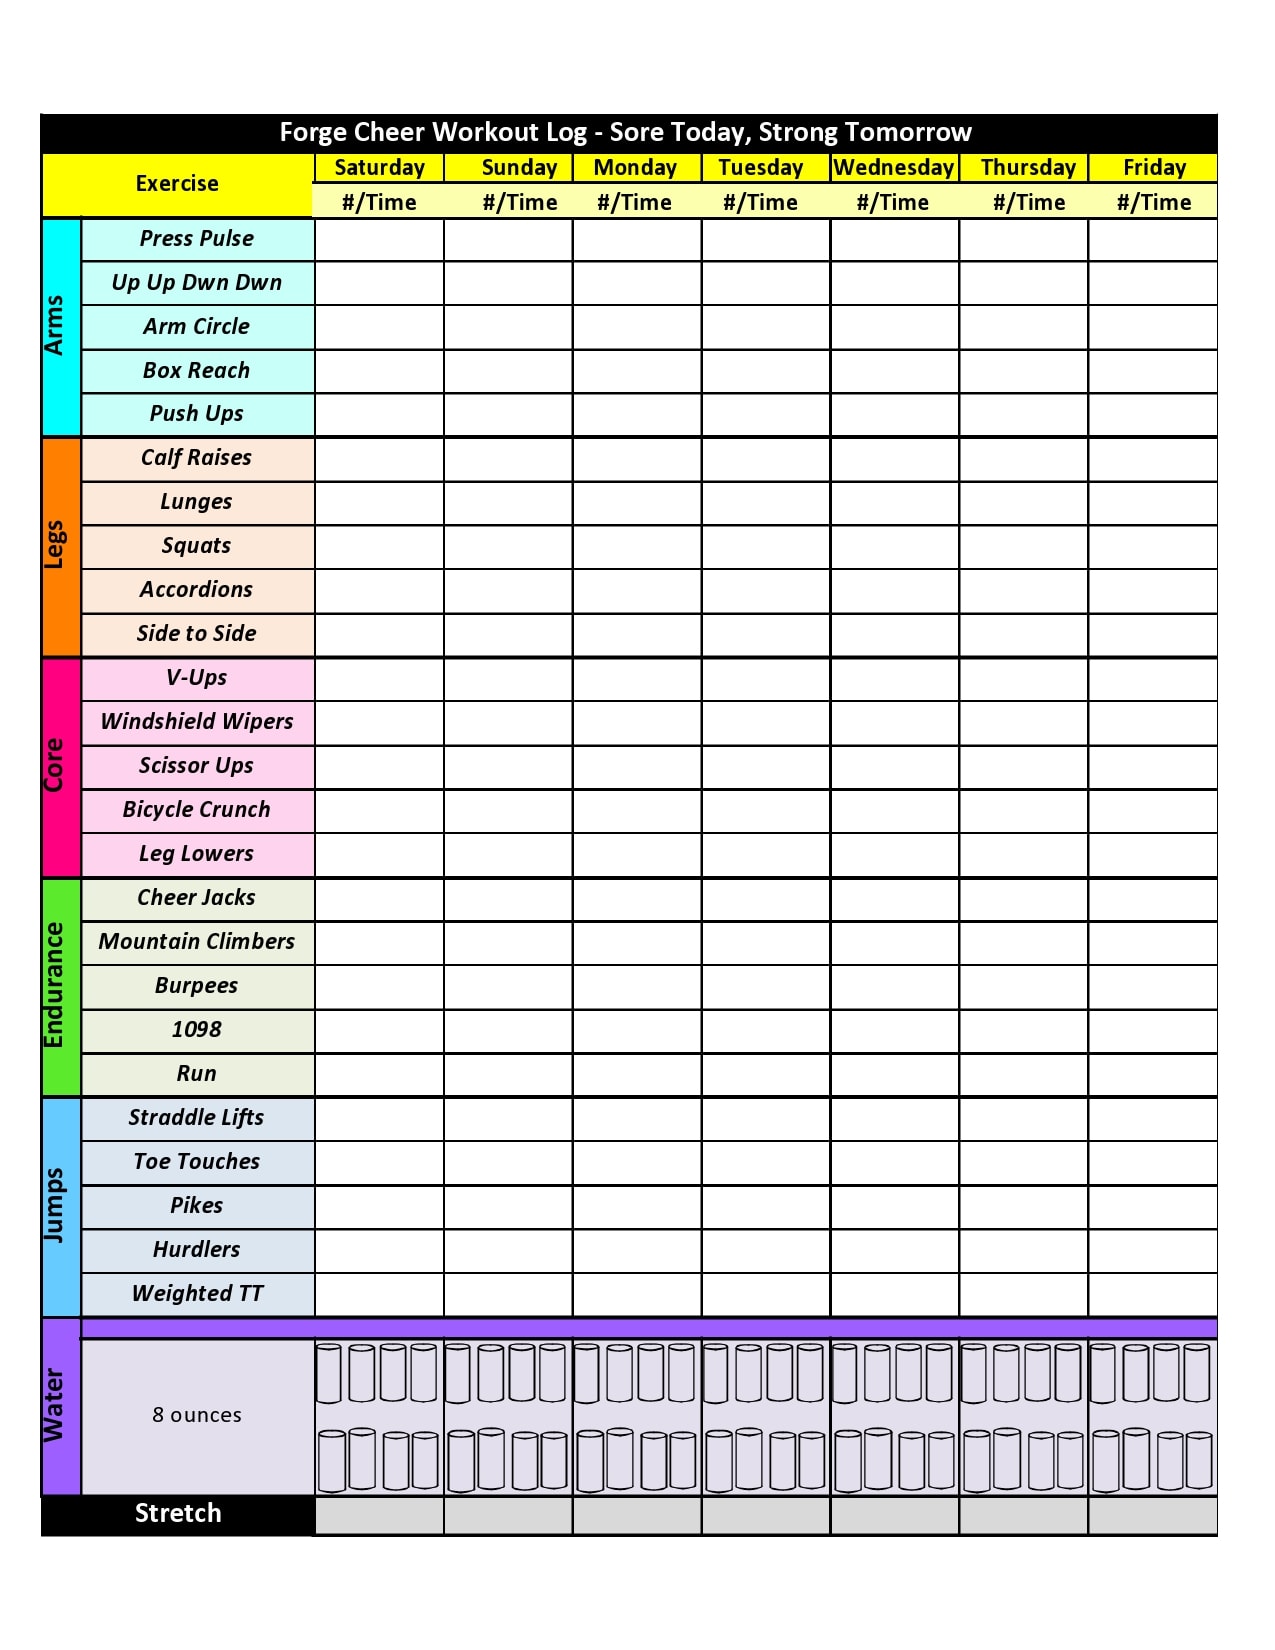 Forge Cheer Workout Log - Sore Today, Strong Tomorrow
Exercise Saturday Sunday Monday Tuesday Wednesday Thursday Friday
#/Time #/Time #/Time #/Time #/Time #/Time #/Time
Arms
Press Pulse
Up Up Dwn Dwn
Arm Circle
Box Reach
Push Ups
Legs
Calf Raises
Lunges
Squats
Accordions
Side to Side
Core
V-Ups
Windshield Wipers
Scissor Ups
Bicycle Crunch
Leg Lowers
Endurance
Cheer Jacks
Mountain Climbers
Burpees
1098
Run
Jumps
Straddle Lifts
Toe Touches
Pikes
Hurdlers
Weighted TT
Water
8 ounces
Stretch